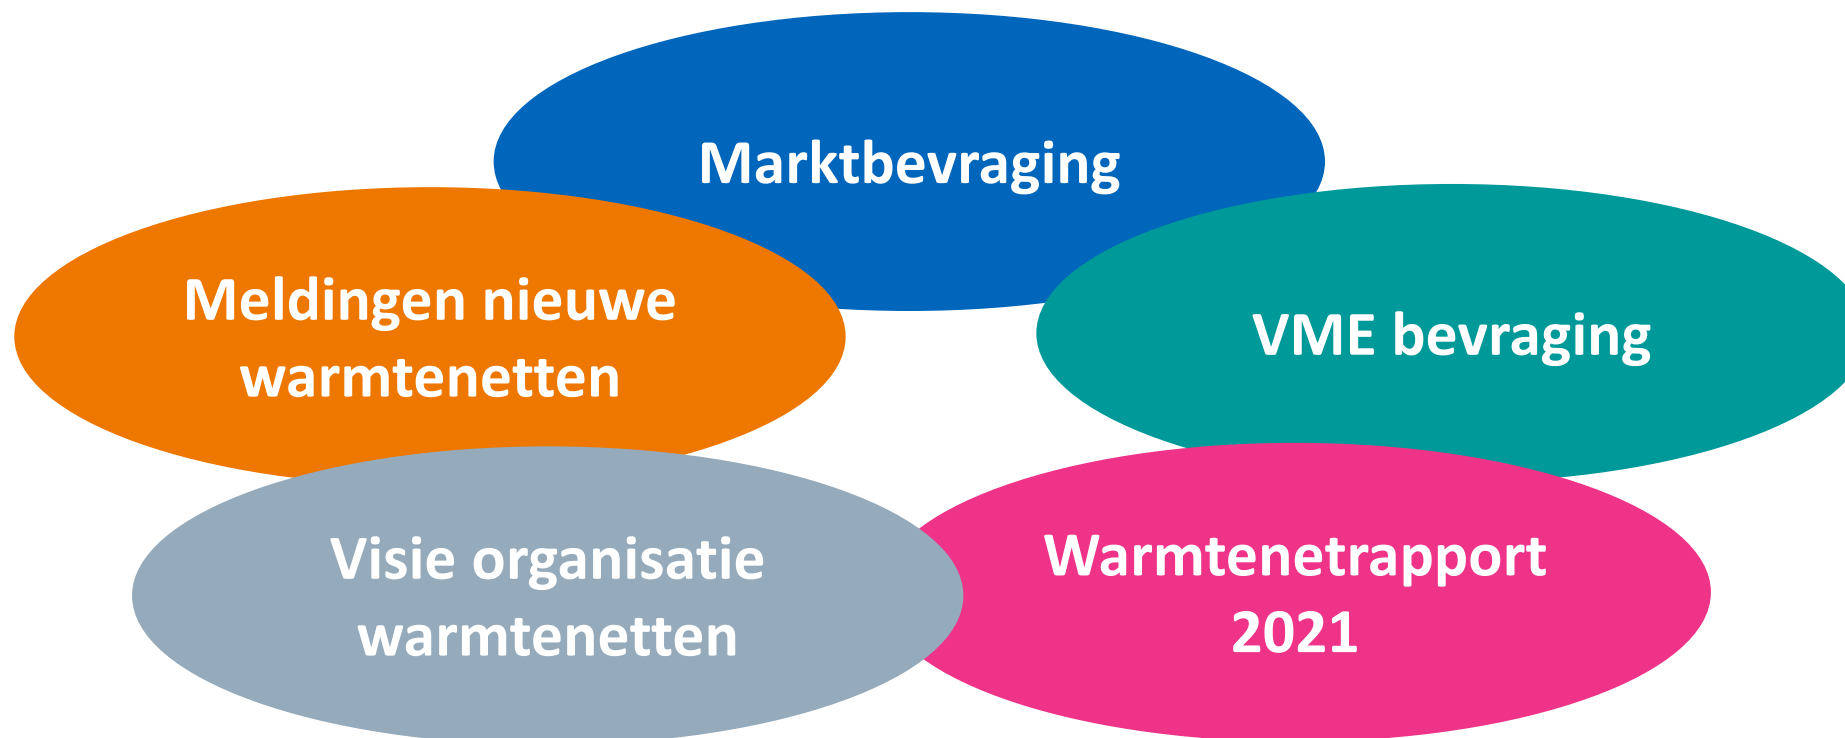 Marktbevraging
Meldingen nieuwe
warmtenetten
VME bevraging
Visie organisatie
warmtenetten
Warmtenetrapport
2021